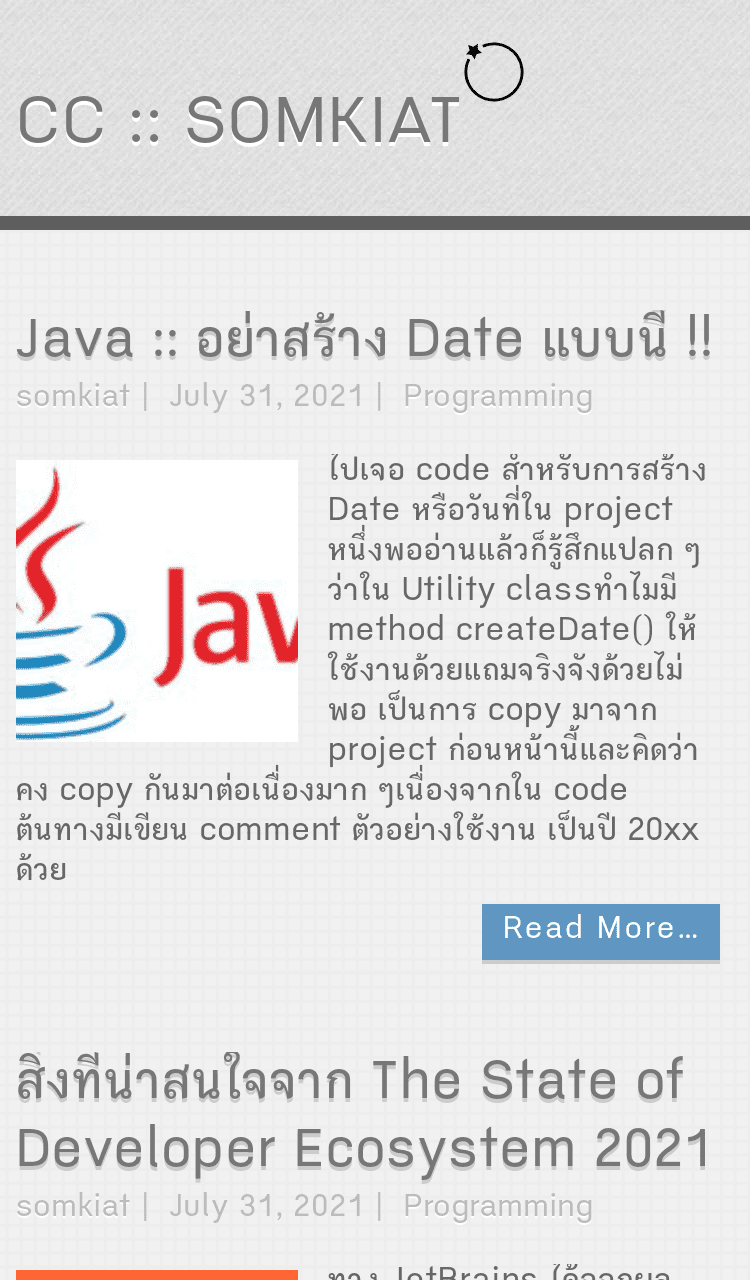 CC :: SOMKIAT
Java :: อย่าสร้าง Date แบบนี้ !!
somkiat | July 31, 2021 | Programming
Jav
ไปเจอ code สำหรับการสร้าง
Date หรือวันที่ใน project
หนึ่งพออ่านแล้วก็รู้สึกแปลก ๆ
ว่าใน Utility classทำไมมี
method createDate() ให้
ใช้งานด้วยแถมจริงจังด้วยไม่
พอ เป็นการ copy มาจาก
project ก่อนหน้านี้และคิดว่า
คง copy กันมาต่อเนื่องมาก ๆเนื่องจากใน code
ต้นทางมีเขียน comment ตัวอย่างใช้งาน เป็นปี 20xx
ด้วย
Read More...
สิ่งที่น่าสนใจจาก The State of
Developer Ecosystem 2021
somkiat | July 31, 2021 | Programming
ทาง JetBrains ได้ออกผล